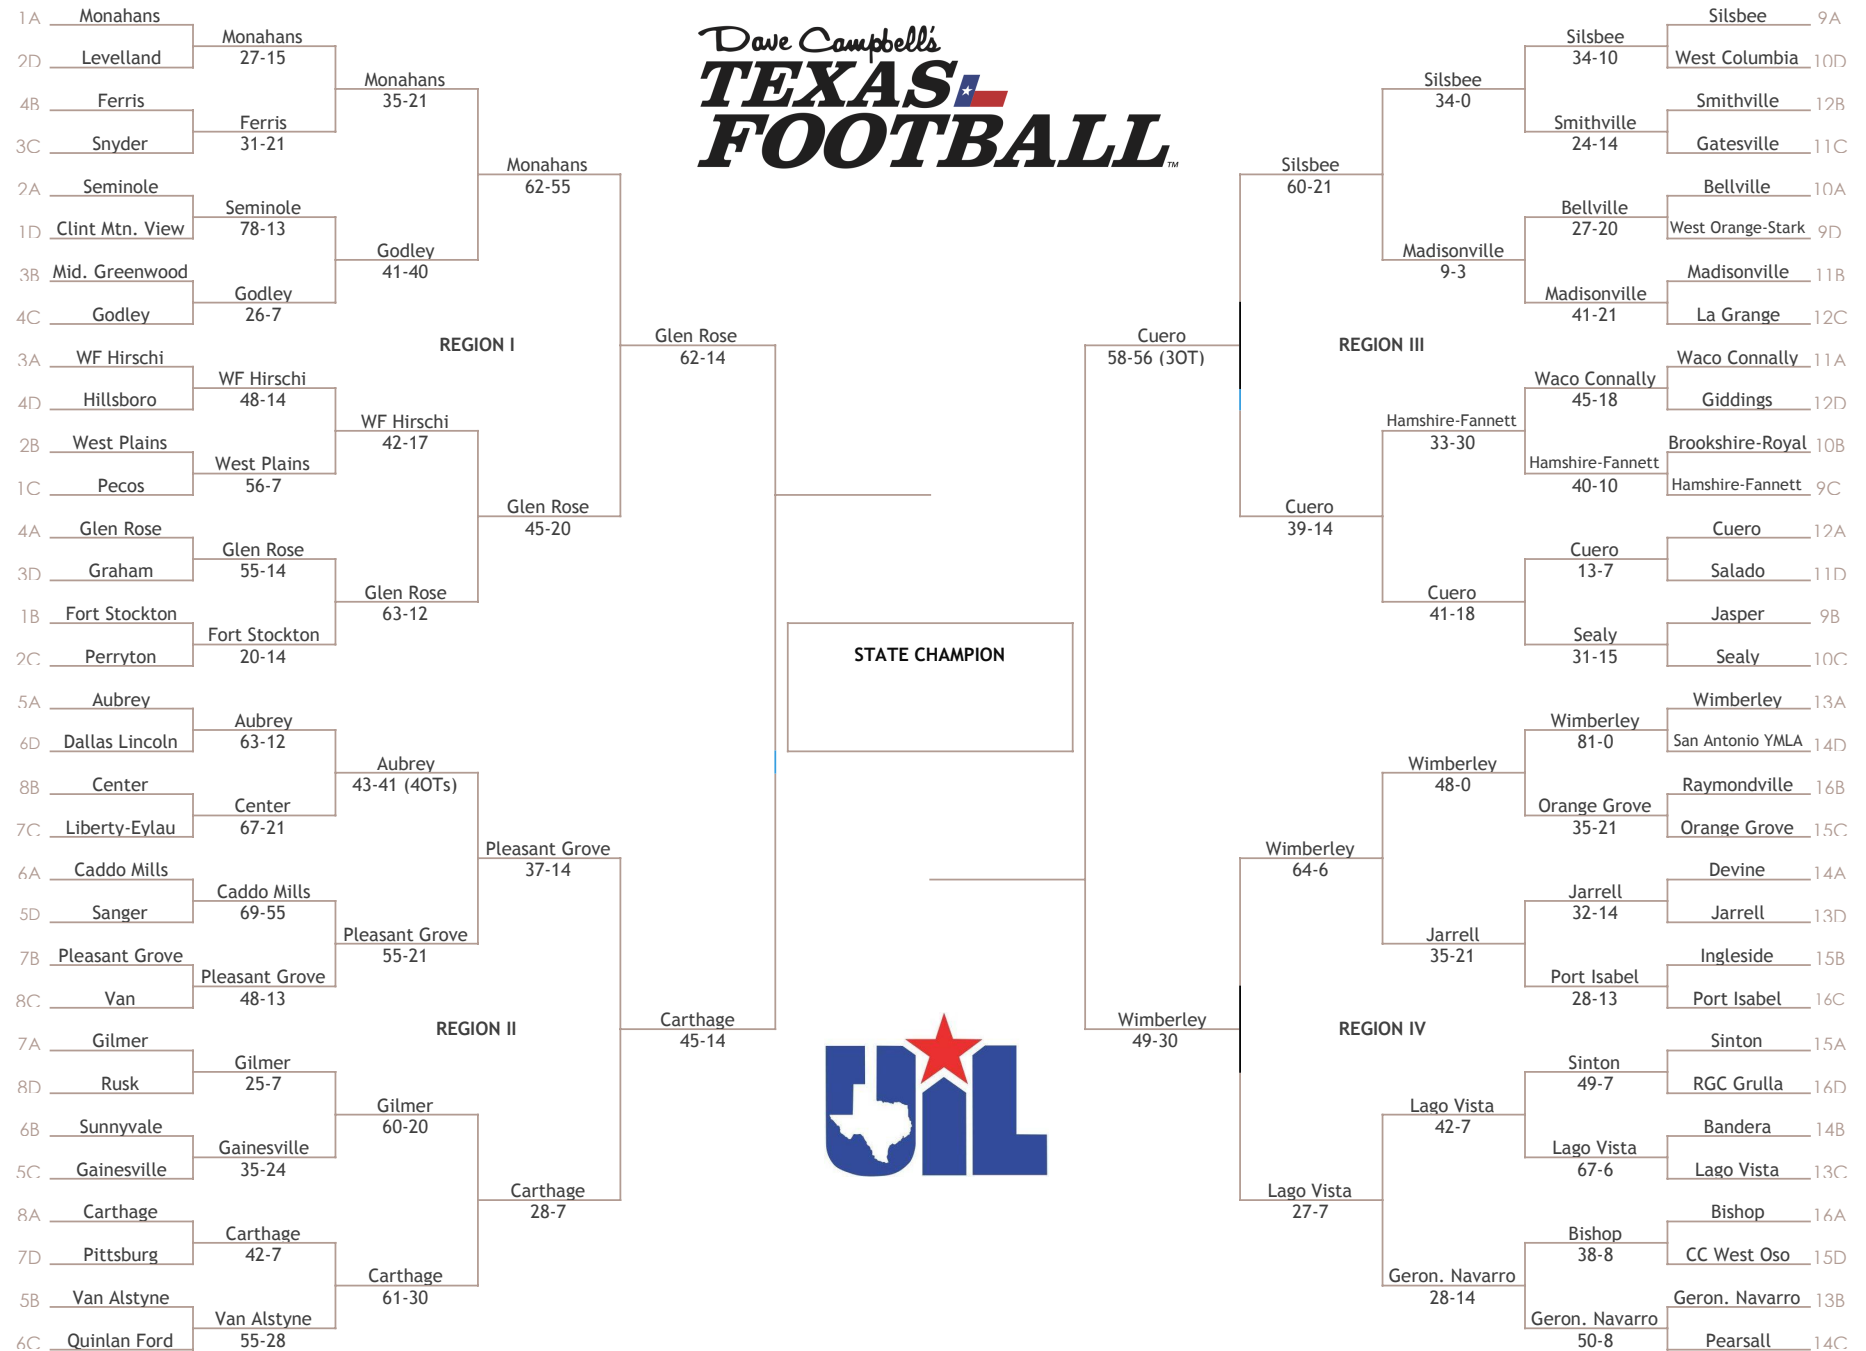 Dave Campbell's
TEXAS
FOOTBALL™
1A Monahans
2D Levelland
4B Ferris
3C Snyder
2A Seminole
1D Clint Mtn. View
3B Mid. Greenwood
4C Godley
3A WF Hirschi
4D Hillsboro
2B West Plains
1C Pecos
4A Glen Rose
3D Graham
1B Fort Stockton
2C Perryton
5A Aubrey
6D Dallas Lincoln
8B Center
7C Liberty-Eylau
6A Caddo Mills
5D Sanger
7B Pleasant Grove
8C Van
7A Gilmer
8D Rusk
6B Sunnyvale
5C Gainesville
8A Carthage
7D Pittsburg
5B Van Alstyne
6C Quinlan Ford
Monahans
27-15
Ferris
31-21
Seminole
78-13
Godley
26-7
WF Hirschi
48-14
West Plains
56-7
Glen Rose
55-14
Fort Stockton
20-14
Aubrey
63-12
Center
67-21
Caddo Mills
69-55
Pleasant Grove
48-13
Gilmer
25-7
Gainesville
35-24
Carthage
42-7
Van Alstyne
55-28
Monahans
35-21
Godley
41-40
WF Hirschi
42-17
Glen Rose
63-12
Aubrey
43-41 (4OTs)
Pleasant Grove
55-21
Gilmer
60-20
Carthage
61-30
Monahans
62-55
REGION I
Glen Rose
45-20
Pleasant Grove
37-14
REGION II
Carthage
28-7
Glen Rose
62-14
Carthage
45-14
STATE CHAMPION
UIL
Cuero
58-56 (3OT)
Wimberley
49-30
Silsbee
60-21
REGION III
Cuero
39-14
Wimberley
64-6
REGION IV
Lago Vista
27-7
Silsbee
34-0
Madisonville
9-3
Hamshire-Fannett
33-30
Cuero
41-18
Wimberley
48-0
Jarrell
35-21
Lago Vista
42-7
Geron. Navarro
28-14
Silsbee
34-10
Smithville
24-14
Bellville
27-20
Madisonville
41-21
Waco Connally
45-18
Hamshire-Fannett
40-10
Cuero
13-7
Sealy
31-15
Wimberley
81-0
Orange Grove
35-21
Jarrell
32-14
Port Isabel
28-13
Sinton
49-7
Lago Vista
67-6
Bishop
38-8
Geron. Navarro
50-8
Silsbee 9A
West Columbia 10D
Smithville 12B
Gatesville 11C
Bellville 10A
West Orange-Stark 9D
Madisonville 11B
La Grange 12C
Waco Connally 11A
Giddings 12D
Brookshire-Royal 10B
Hamshire-Fannett 9C
Cuero 12A
Salado 11D
Jasper 9B
Sealy 10C
Wimberley 13A
San Antonio YMLA 14D
Raymondville 16B
Orange Grove 15C
Devine 14A
Jarrell 13D
Ingleside 15B
Port Isabel 16C
Sinton 15A
RGC Grulla 16D
Bandera 14B
Lago Vista 13C
Bishop 16A
CC West Oso 15D
Geron. Navarro 13B
Pearsall 14C